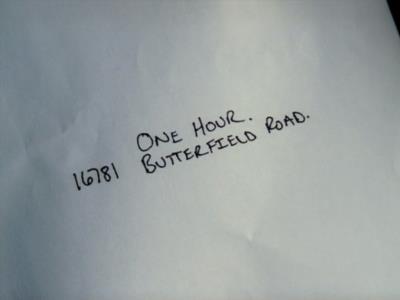 ONE HOUR.
16781 BUTTERFIELD ROAD.